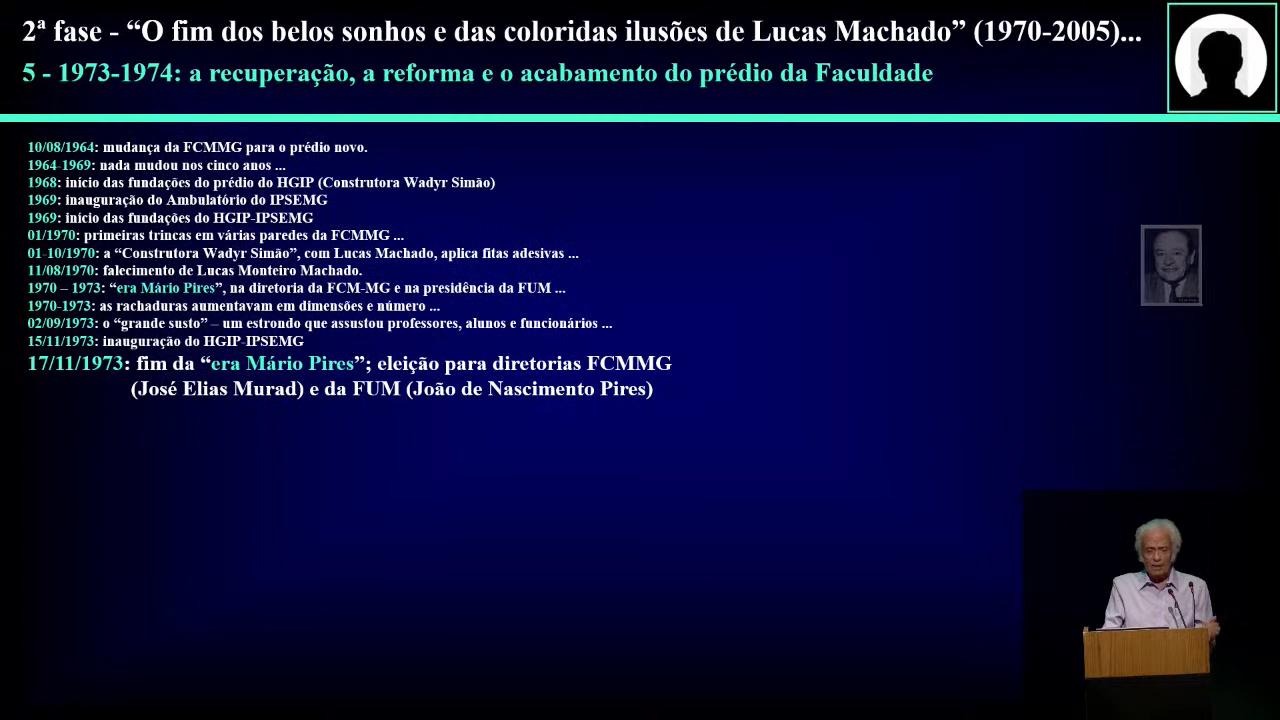 2ª fase - “O fim dos belos sonhos e das coloridas ilusões de Lucas Machado” (1970-2005)...
5 - 1973-1974: a recuperação, a reforma e o acabamento do prédio da Faculdade
10/08/1964: mudança da FCMMG para o prédio novo.
1964-1969: nada mudou nos cinco anos ...
1968: início das fundações do prédio do HGIP (Construtora Wadyr Simão)
1969: inauguração do Ambulatório do IPSEMG
1969: início das fundações do HGIP-IPSEMG
01/1970: primeiras trincas em várias paredes da FCMMG ...
01-10/1970: a “Construtora Wadyr Simão”, com Lucas Machado, aplica fitas adesivas ...
11/08/1970: falecimento de Lucas Monteiro Machado.
1970 – 1973: “era Mário Pires”, na diretoria da FCM-MG e na presidência da FUM ...
1970-1973: as rachaduras aumentavam em dimensões e número ...
02/09/1973: o “grande susto” – um estrondo que assustou professores, alunos e funcionários ...
15/11/1973: inauguração do HGIP-IPSEMG
17/11/1973: fim da “era Mário Pires”; eleição para diretorias FCMMG
(José Elias Murad) e da FUM (João de Nascimento Pires)